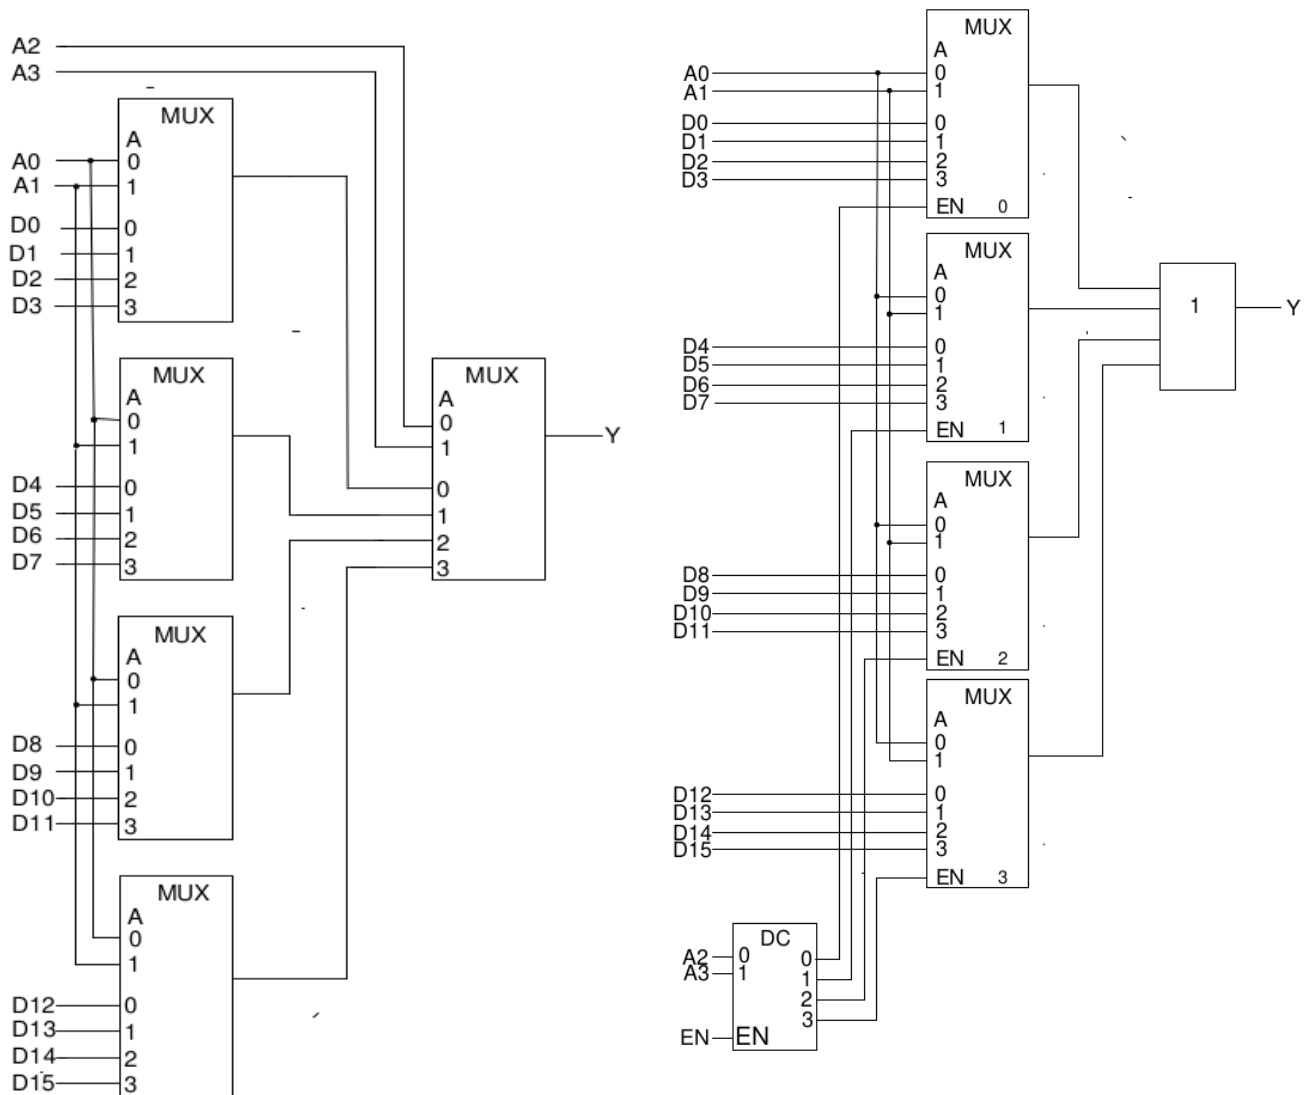 A2
A3
MUX
A
A0 0
A1 1
D0 0
D1 1
D2 2
D3 3
MUX
A
0
1
D4 0
D5 1
D6 2
D7 3
MUX
A
0
1
D8 0
D9 1
D10 2
D11 3
MUX
A
0
1
D12 0
D13 1
D14 2
D15 3
MUX
A
0
1
0
1
2
3
Y
MUX
A
A0 0
A1 1
D0 0
D1 1
D2 2
D3 3
EN 0
MUX
A
0
1
D4 0
D5 1
D6 2
D7 3
EN 1
MUX
A
0
1
D8 0
D9 1
D10 2
D11 3
EN 2
MUX
A
0
1
D12 0
D13 1
D14 2
D15 3
EN 3
DC
A2 0 0
A3 1 1
2
3
EN EN
1 Y